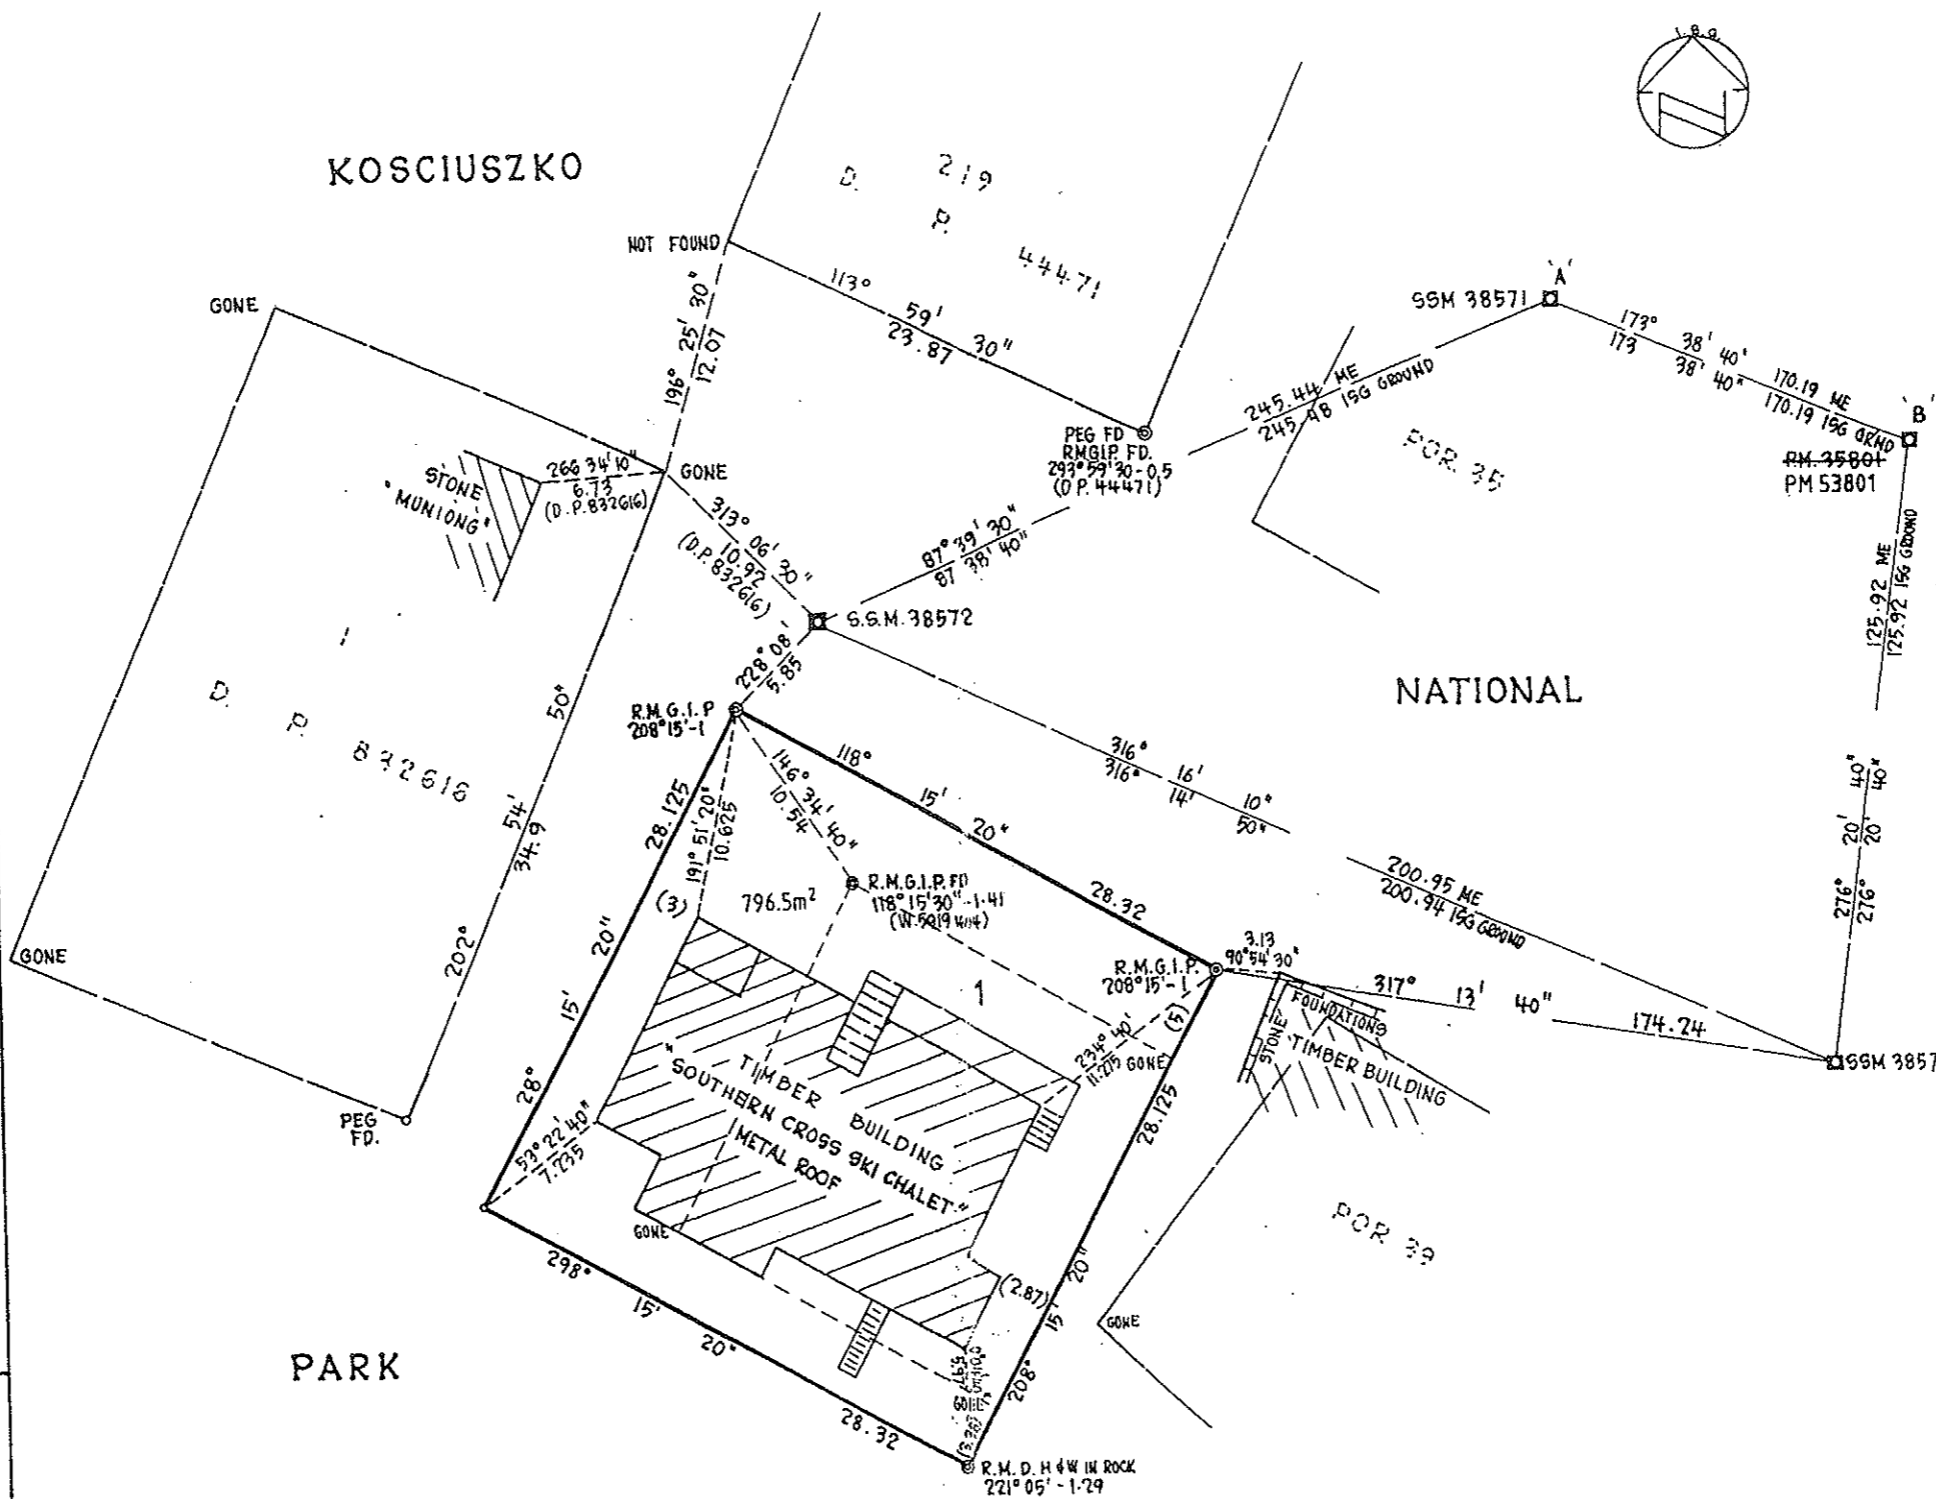 I.S.G.
KOSCIUSZKO
D. P.
219
44471
NOT FOUND
GONE
196° 25' 30"
12.07
113° 59' 30"
23.87
SSM 38571
'A'
173° 38' 40"
173 38' 40"
170.19 ME
170.19 ISG GRND
'B'
PM. 35801
PM 53801
245.44 ME
245.48 ISG GROUND
PEG FD
RMGIP. FD.
293° 59' 30 - 0.5
(D P. 44471)
POR. 35
266 34' 10"
6.73
(D.P.832616)
GONE
STONE
"MUNIONG"
313° 06' 30"
10.92
(D.P.832616)
87° 39' 30"
87 38' 40"
125.92 ME
125.92 ISG GROUND
S.S.M. 38572
228° 08'
5.85
NATIONAL
1
D. P. 832616
R.M.G.I.P
208° 15' - 1
118° 15' 20"
28.32
316° 16' 10"
316° 14' 50"
276° 20' 40"
276° 20' 40"
146° 34' 40"
10.54
191° 51' 20"
10.625
28.125
202° 54' 50"
34.9
R.M.G.I.P. FD
118° 15' 30" - 1.41
796.5m²
(3)
200.95 ME
200.94 ISG GROUND
GONE
3.13
90° 54' 30"
R.M.G.I.P.
208° 15' - 1
1
(5)
317° 13' 40"
174.24
FOUNDATIONS
STONE
TIMBER BUILDING
SSM 3857
234° 40'
11.275
GONE
28° 15' 20"
TIMBER BUILDING
"SOUTHERN CROSS SKI CHALET"
METAL ROOF
28.125
PEG
FD.
53° 22' 40"
7.235
GONE
POR 39
208° 15' 20"
(2.87)
GONE
298° 15' 20"
28.32
PARK
R.M. D. H & W IN ROCK
221° 05' - 1.29